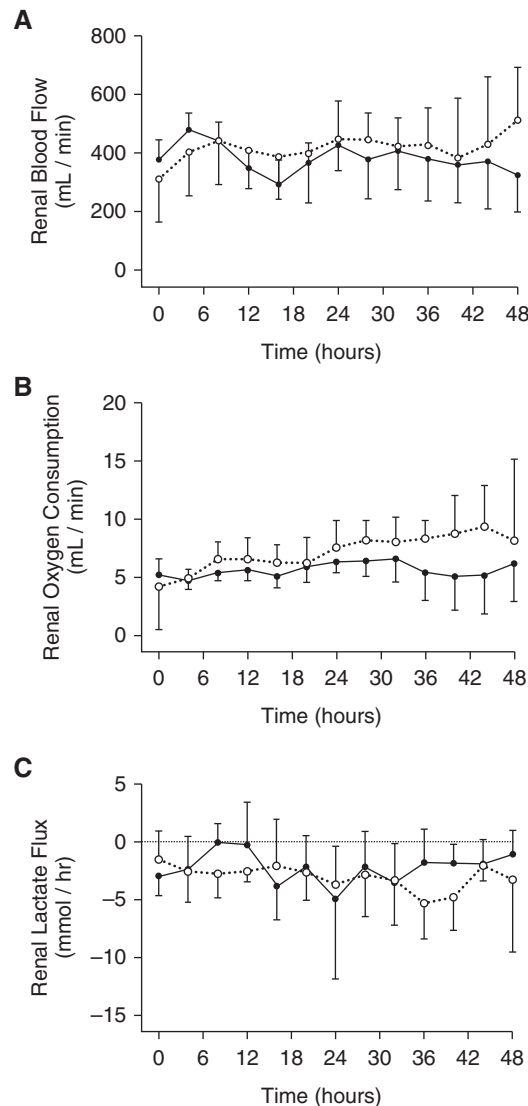 A
Renal Blood Flow
(mL / min)
800
600
400
200
0
0 6 12 18 24 30 36 42 48
Time (hours)
B
Renal Oxygen Consumption
(mL / min)
20
15
10
5
0
0 6 12 18 24 30 36 42 48
Time (hours)
C
Renal Lactate Flux
(mmol / hr)
5
0
−5
−10
−15
0 6 12 18 24 30 36 42 48
Time (hours)